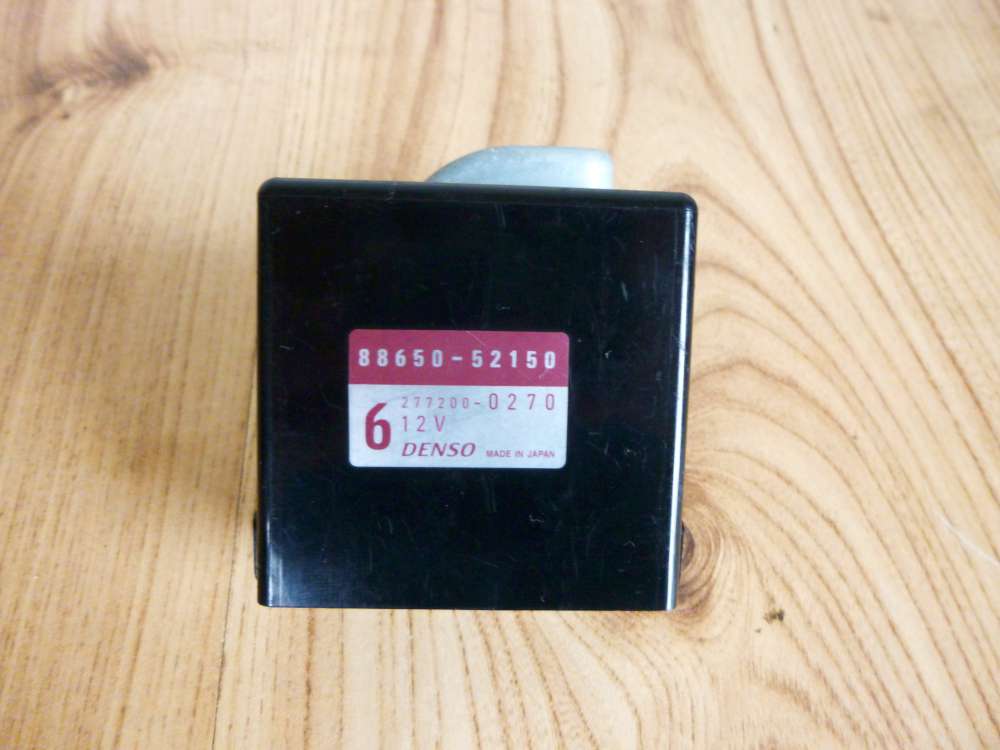 88650-52150
6 277200-0270
12V
DENSO MADE IN JAPAN